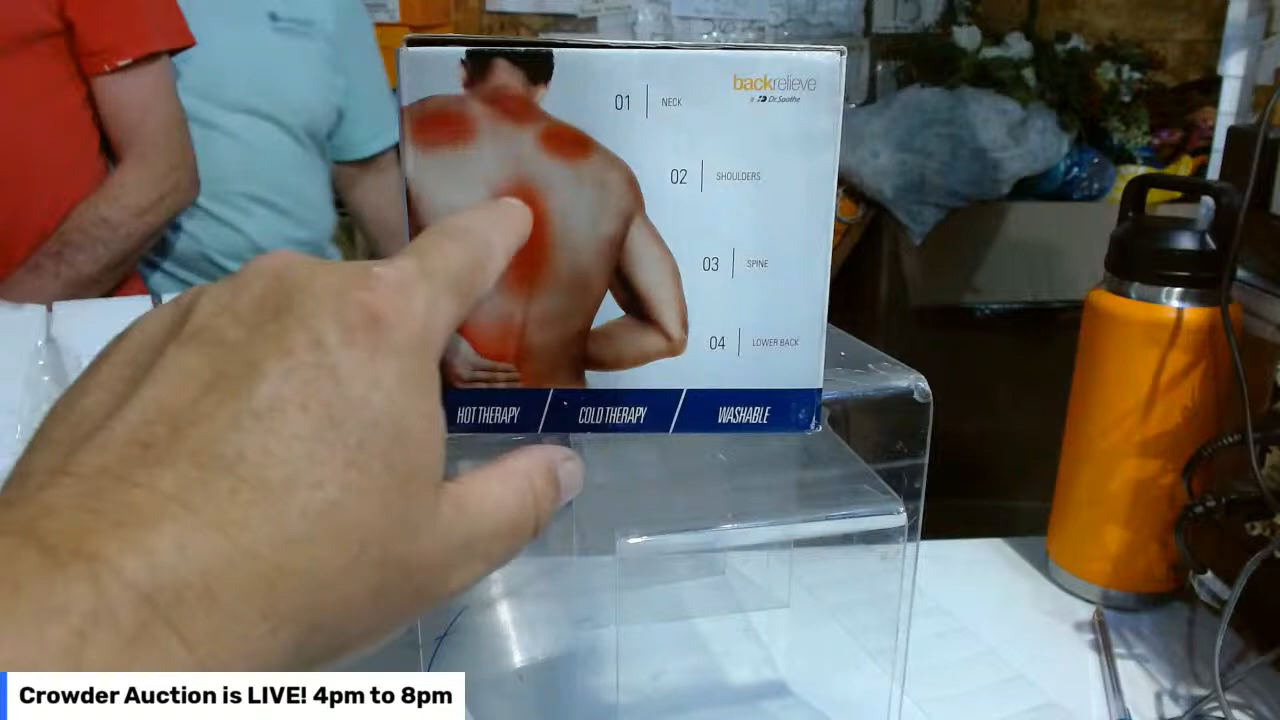 backrelieve
by Dr.Soothe
01 NECK
02 SHOULDERS
03 SPINE
04 LOWER BACK
HOT THERAPY
COLD THERAPY
WASHABLE
Crowder Auction is LIVE! 4pm to 8pm